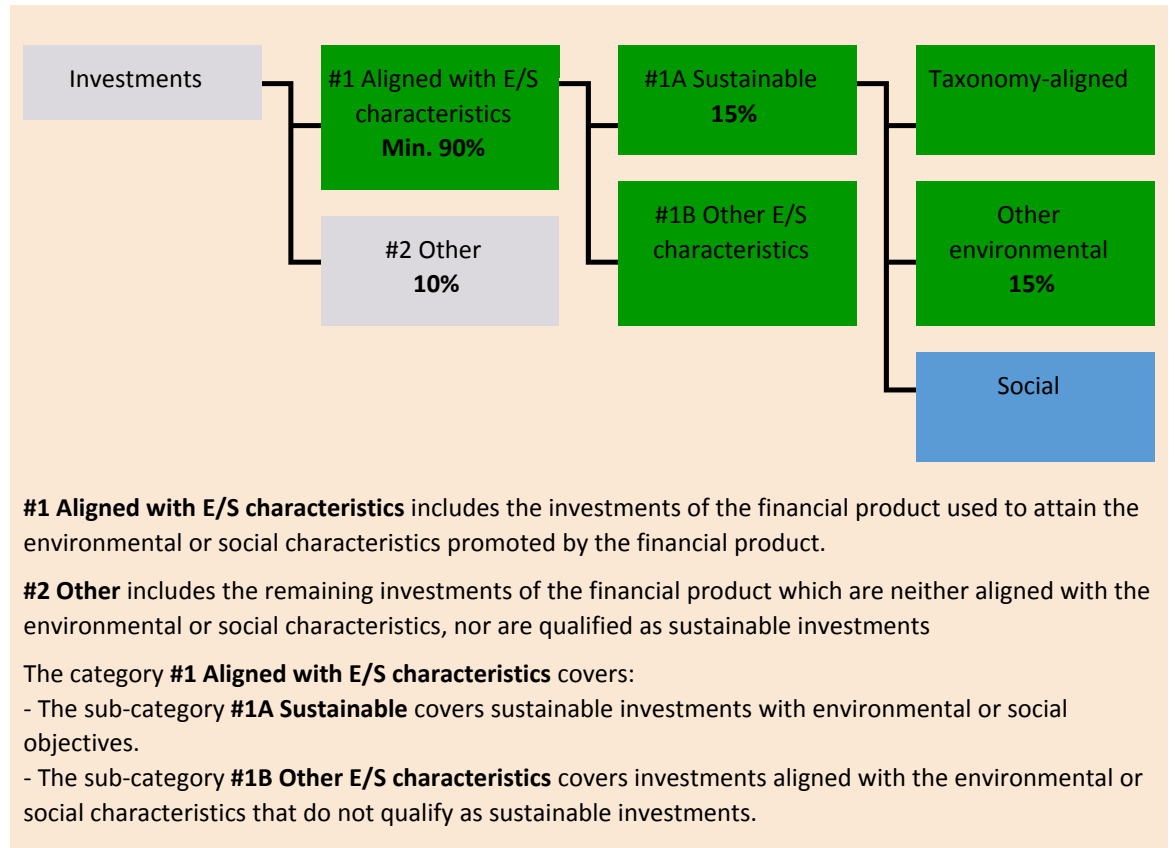 Investments
#1 Aligned with E/S
characteristics
Min. 90%
#2 Other
10%
#1A Sustainable
15%
#1B Other E/S
characteristics
Taxonomy-aligned
Other
environmental
15%
Social
#1 Aligned with E/S characteristics includes the investments of the financial product used to attain the
environmental or social characteristics promoted by the financial product.
#2 Other includes the remaining investments of the financial product which are neither aligned with the
environmental or social characteristics, nor are qualified as sustainable investments
The category #1 Aligned with E/S characteristics covers:
- The sub-category #1A Sustainable covers sustainable investments with environmental or social
objectives.
- The sub-category #1B Other E/S characteristics covers investments aligned with the environmental or
social characteristics that do not qualify as sustainable investments.